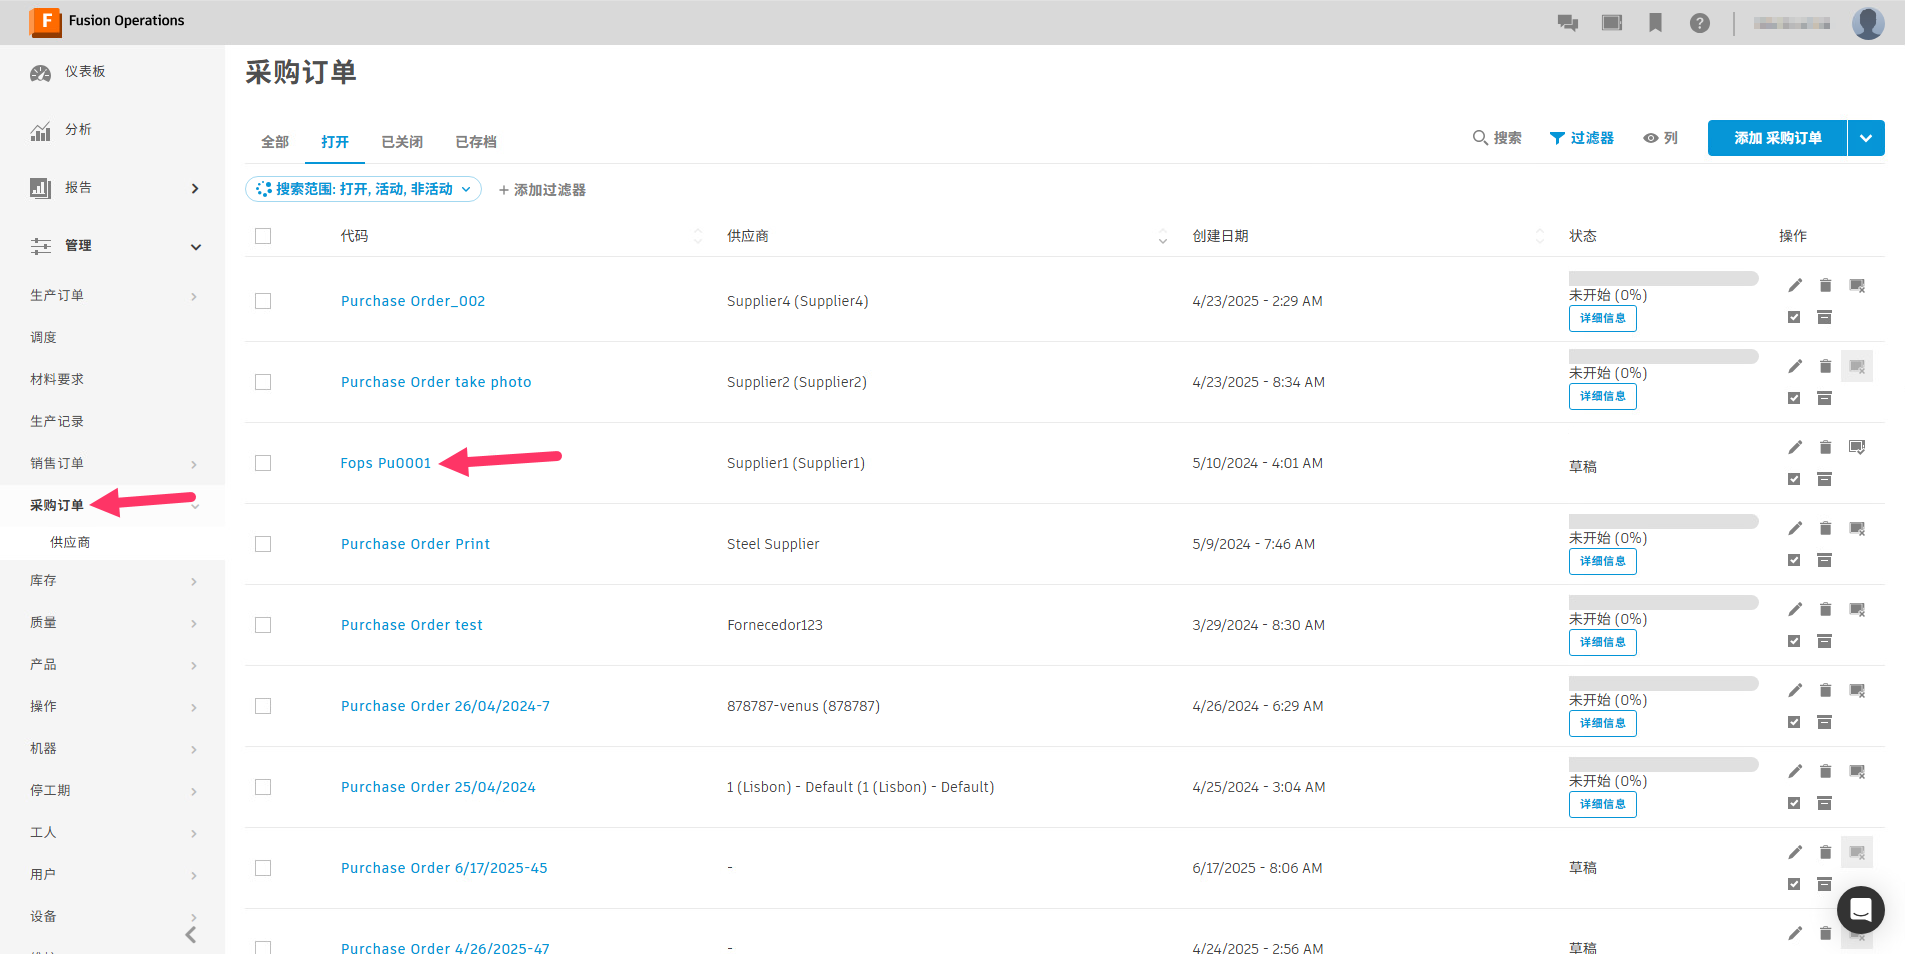 Fusion Operations
仪表板
分析
报告
管理
生产订单
调度
材料要求
生产记录
销售订单
采购订单
供应商
库存
质量
产品
操作
机器
停工期
工人
用户
设备
采购订单
全部 打开 已关闭 已存档
搜索 过滤器 列 添加 采购订单
搜索范围: 打开, 活动, 非活动 + 添加过滤器
代码 供应商 创建日期 状态 操作
Purchase Order_002 Supplier4 (Supplier4) 4/23/2025 - 2:29 AM 未开始 (0%)
详细信息
Purchase Order take photo Supplier2 (Supplier2) 4/23/2025 - 8:34 AM 未开始 (0%)
详细信息
Fops Pu0001 Supplier1 (Supplier1) 5/10/2024 - 4:01 AM 草稿
Purchase Order Print Steel Supplier 5/9/2024 - 7:46 AM 未开始 (0%)
详细信息
Purchase Order test Fornecedor123 3/29/2024 - 8:30 AM 未开始 (0%)
详细信息
Purchase Order 26/04/2024-7 878787-venus (878787) 4/26/2024 - 6:29 AM 未开始 (0%)
详细信息
Purchase Order 25/04/2024 1 (Lisbon) - Default (1 (Lisbon) - Default) 4/25/2024 - 3:04 AM 未开始 (0%)
详细信息
Purchase Order 6/17/2025-45 - 6/17/2025 - 8:06 AM 草稿
Purchase Order 4/26/2025-47 - 4/24/2025 - 2:56 AM 草稿